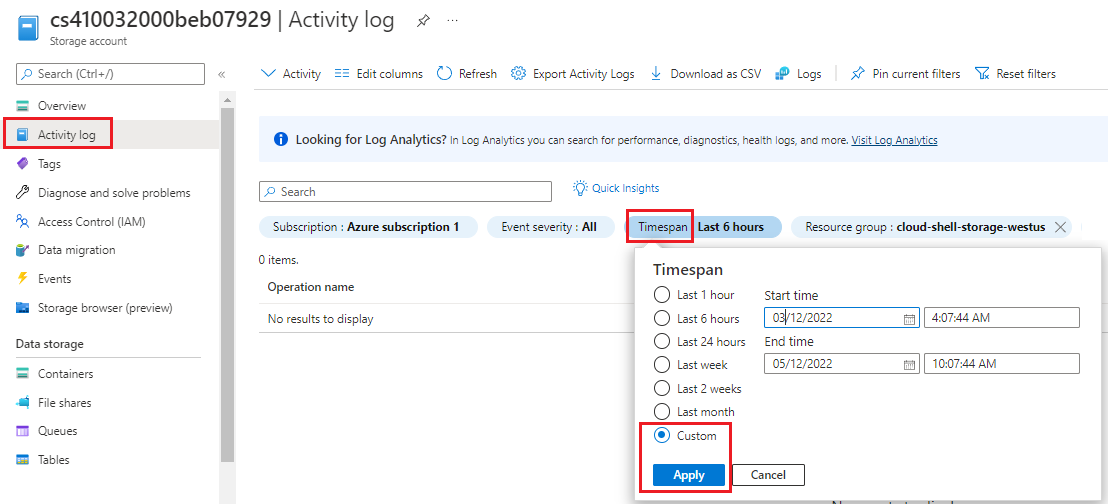 cs410032000beb07929 | Activity log ...
Storage account
Search (Ctrl+/) «
Activity Edit columns Refresh Export Activity Logs Download as CSV Logs Pin current filters Reset filters
Overview
Activity log
Tags
Diagnose and solve problems
Access Control (IAM)
Data migration
Events
Storage browser (preview)
Data storage
Containers
File shares
Queues
Tables
Looking for Log Analytics? In Log Analytics you can search for performance, diagnostics, health logs, and more. Visit Log Analytics
Search Quick Insights
Subscription : Azure subscription 1 Event severity : All Timespan Last 6 hours Resource group : cloud-shell-storage-westus
0 items.
Operation name
No results to display
Timespan
Last 1 hour
Last 6 hours
Last 24 hours
Last week
Last 2 weeks
Last month
Custom
Start time
03/12/2022 4:07:44 AM
End time
05/12/2022 10:07:44 AM
Apply Cancel